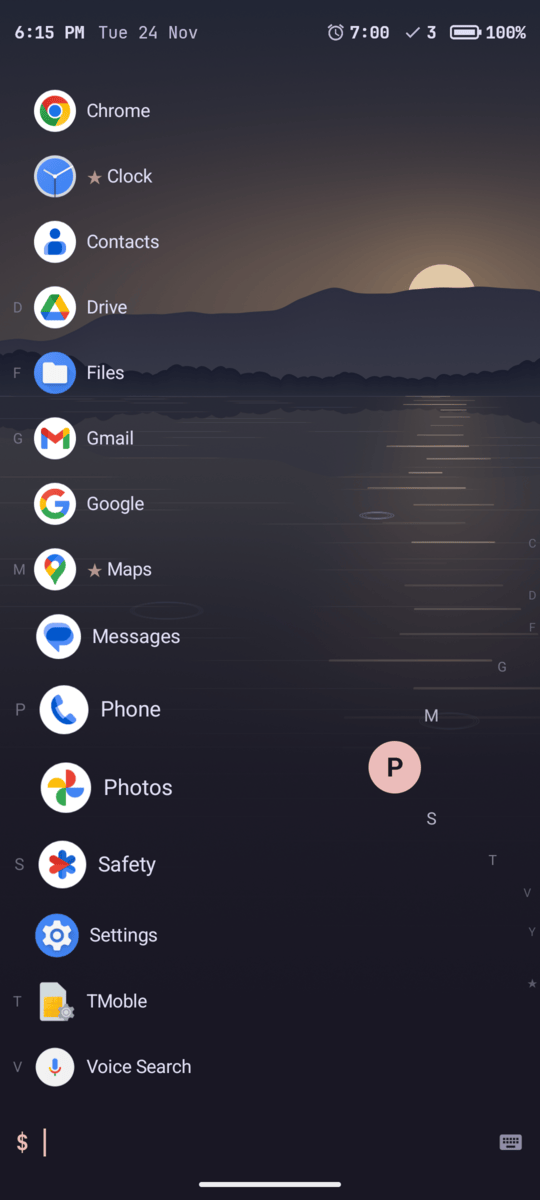 6:15 PM Tue 24 Nov 7:00 3 100%
Chrome
★ Clock
Contacts
D Drive
F Files
G Gmail
Google
C
M ★ Maps
D
F
Messages
G
P Phone
M
P
Photos
S
S Safety
T
V
Settings
Y
★
T TMoble
V Voice Search
$